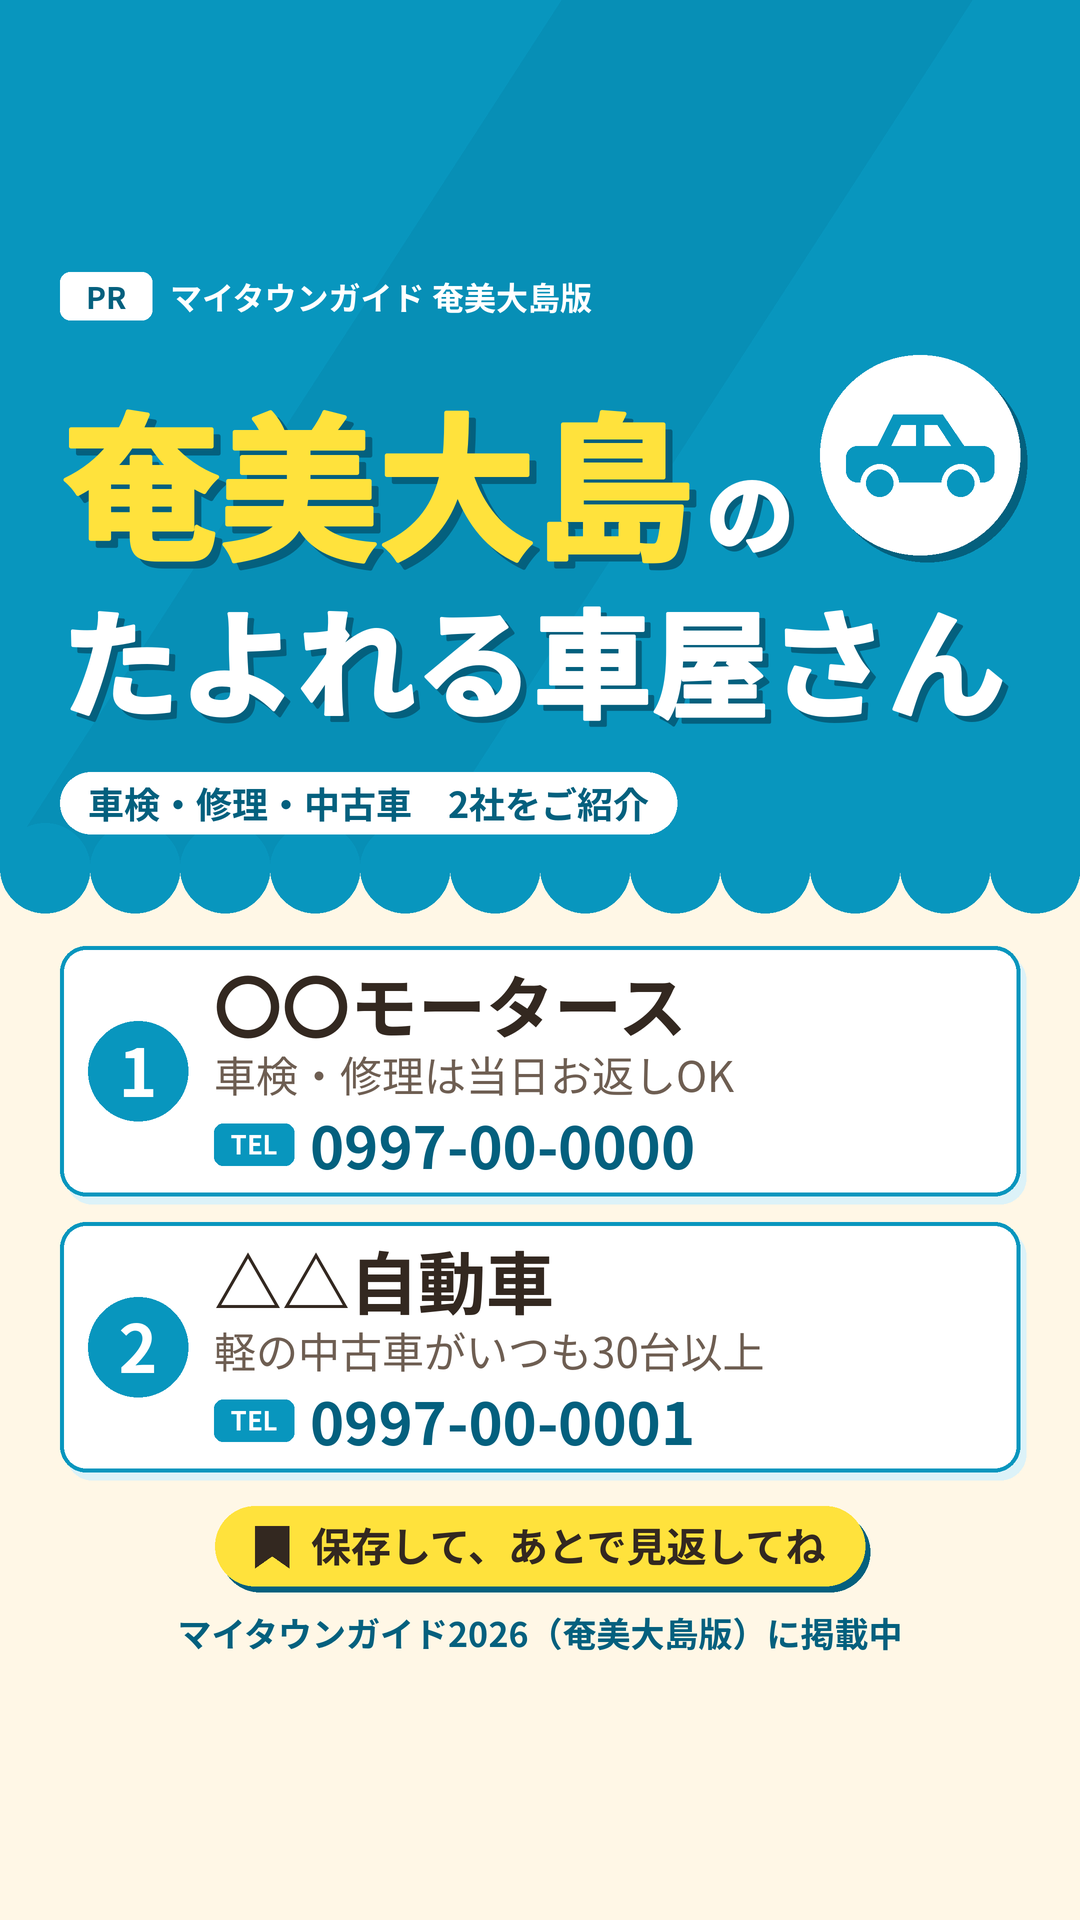 PR マイタウンガイド 奄美大島版
奄美大島の
たよれる車屋さん
車検・修理・中古車　2社をご紹介
1
〇〇モータース
車検・修理は当日お返しOK
TEL 0997-00-0000
2
△△自動車
軽の中古車がいつも30台以上
TEL 0997-00-0001
保存して、あとで見返してね
マイタウンガイド2026（奄美大島版）に掲載中